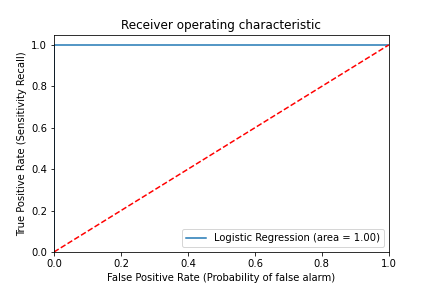 Receiver operating characteristic
True Positive Rate (Sensitivity Recall)
1.0
0.8
0.6
0.4
0.2
0.0
Logistic Regression (area = 1.00)
0.0 0.2 0.4 0.6 0.8 1.0
False Positive Rate (Probability of false alarm)